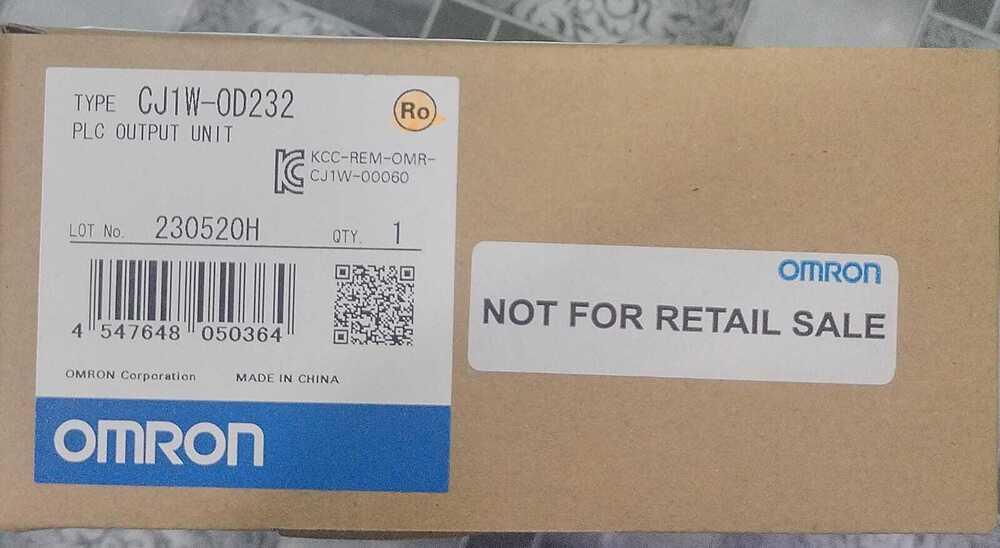 TYPE CJ1W-OD232
Ro
PLC OUTPUT UNIT
KCC-REM-OMR-
CJ1W-00060
LOT No. 230520H QTY. 1
4 547648 050364
OMRON Corporation MADE IN CHINA
OMRON
OMRON
NOT FOR RETAIL SALE